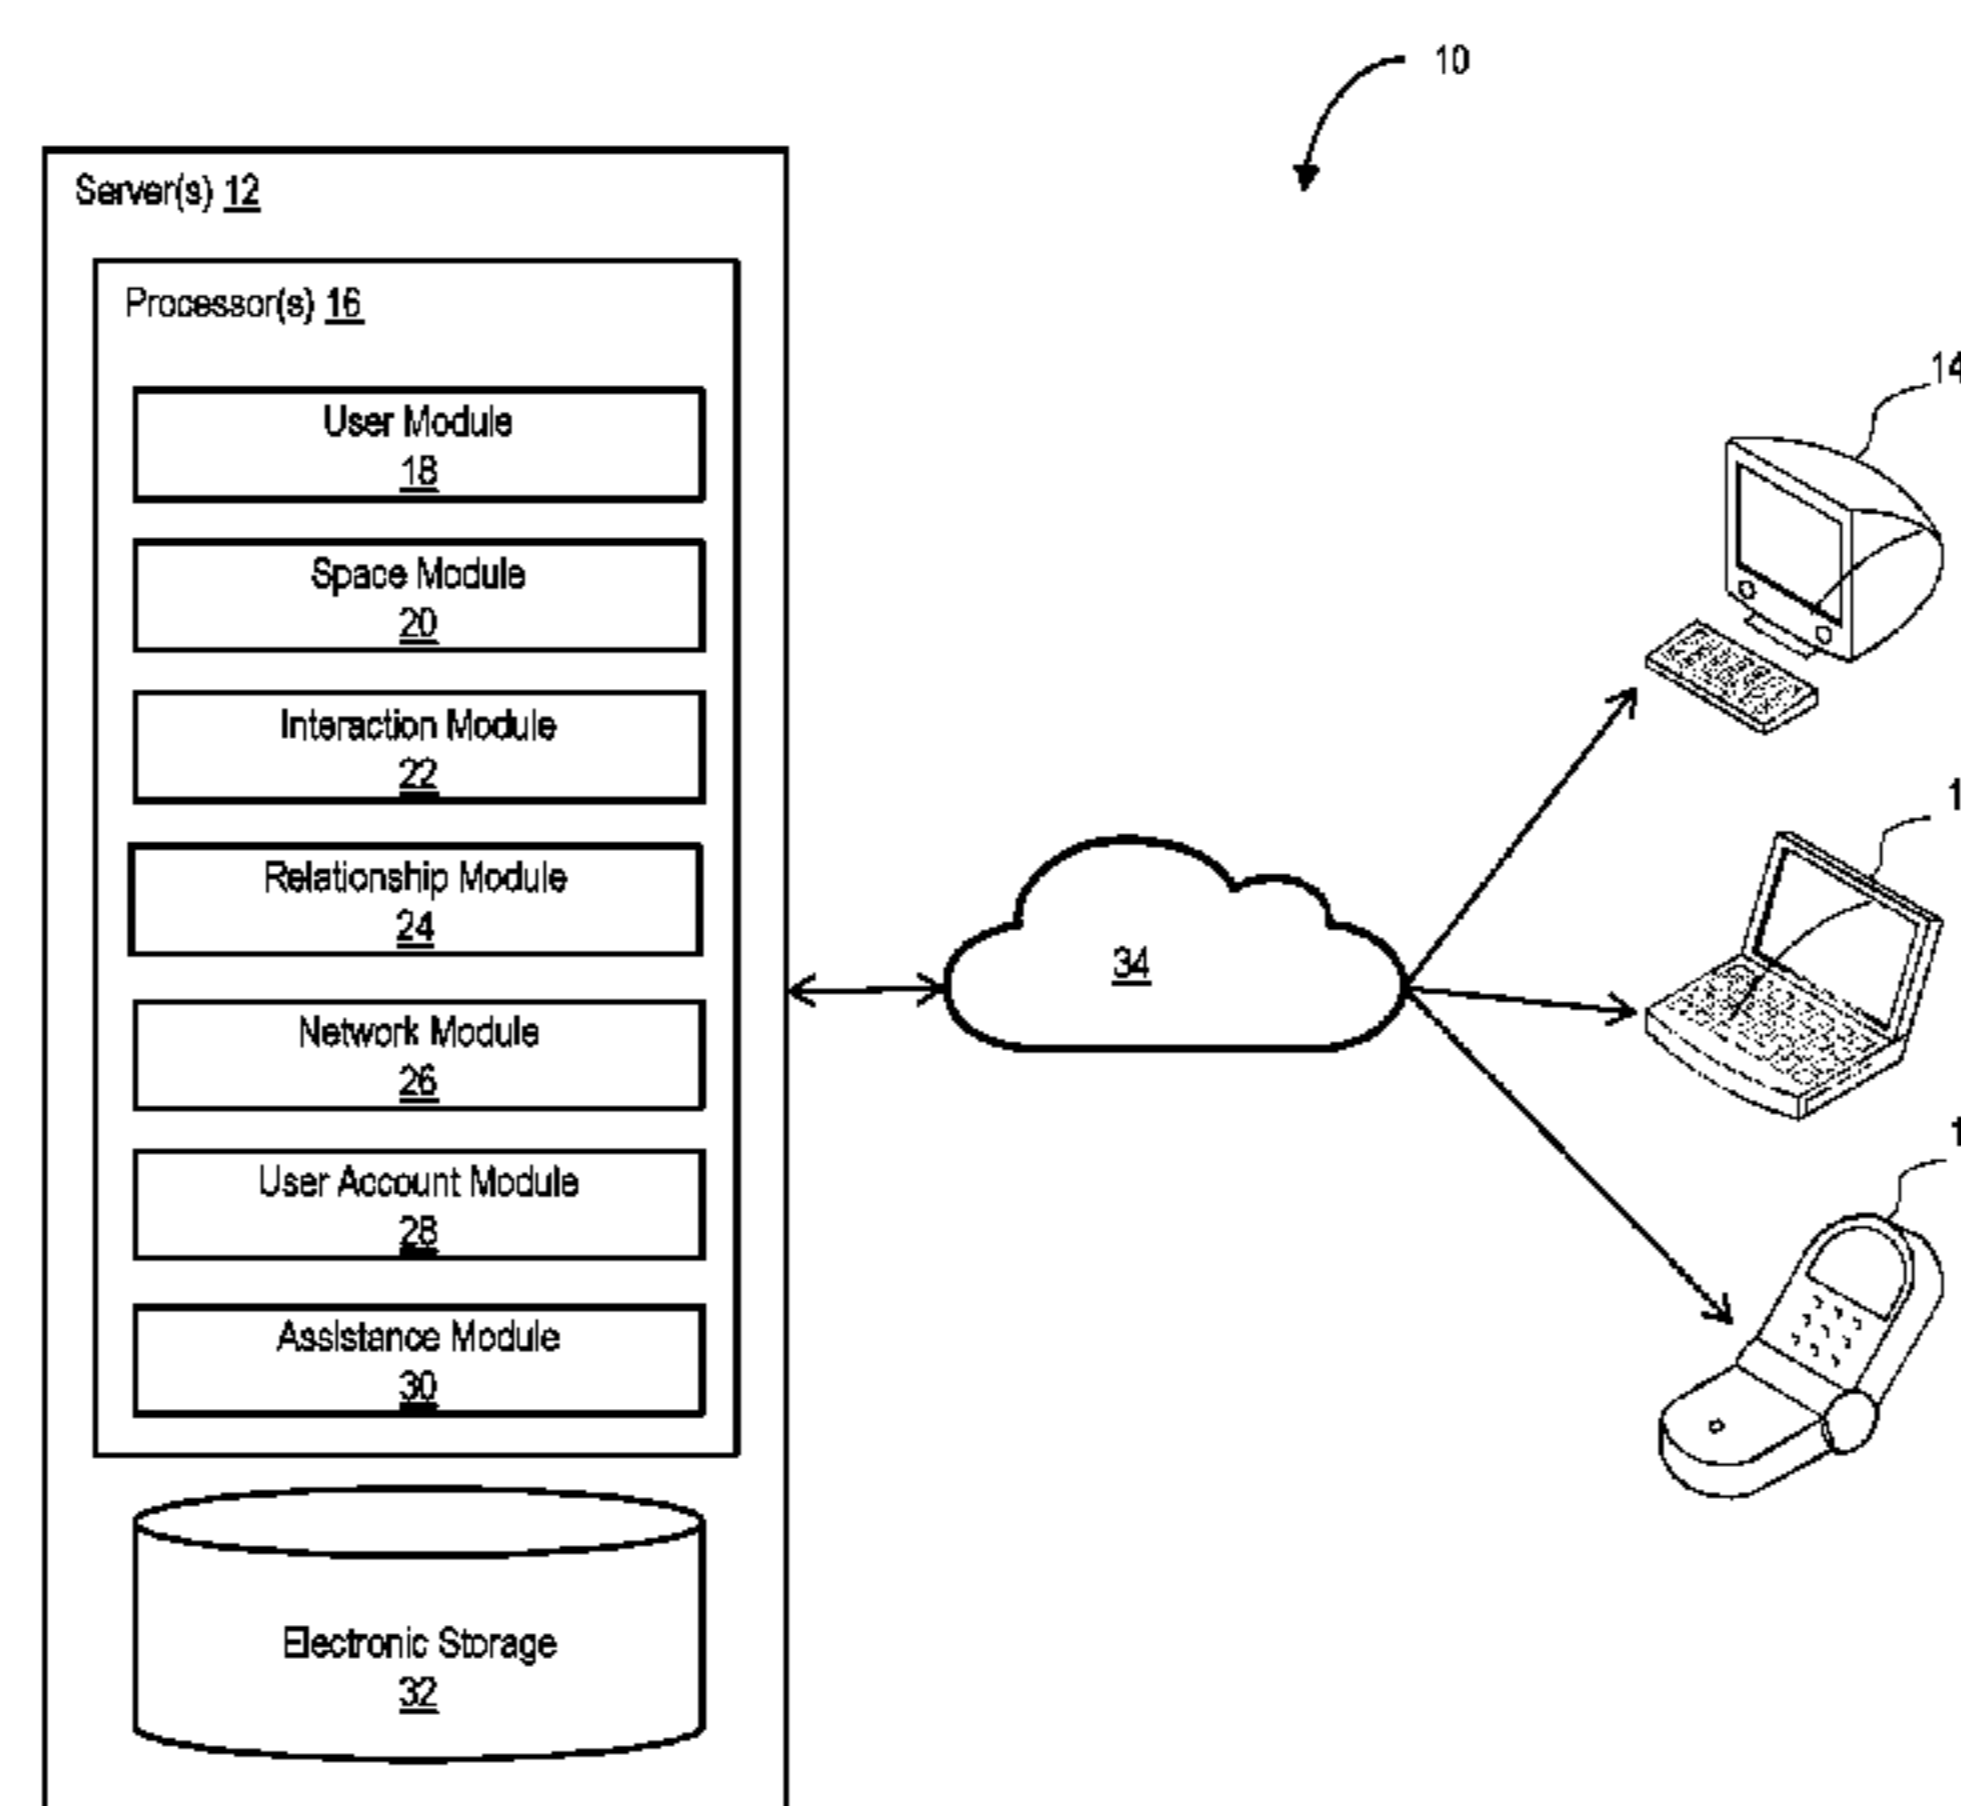 10
Server(s) 12
Processor(s) 16
User Module
18
Space Module
20
Interaction Module
22
Relationship Module
24
Network Module
26
User Account Module
28
Assistance Module
30
Electronic Storage
32
34
14